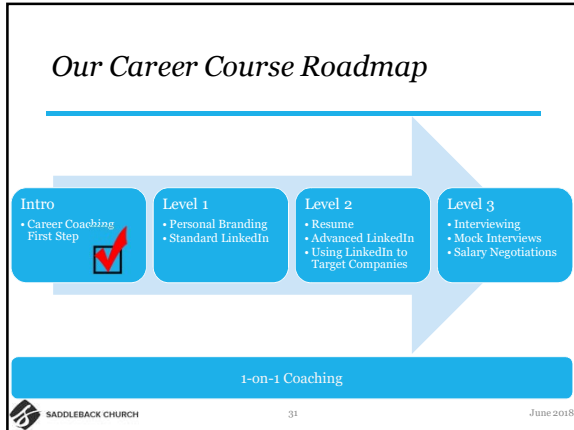 Our Career Course Roadmap
Intro
• Career Coaching
First Step
Level 1
• Personal Branding
• Standard LinkedIn
Level 2
• Resume
• Advanced LinkedIn
• Using LinkedIn to
Target Companies
Level 3
• Interviewing
• Mock Interviews
• Salary Negotiations
1-on-1 Coaching
SADDLEBACK CHURCH
31
June 2018